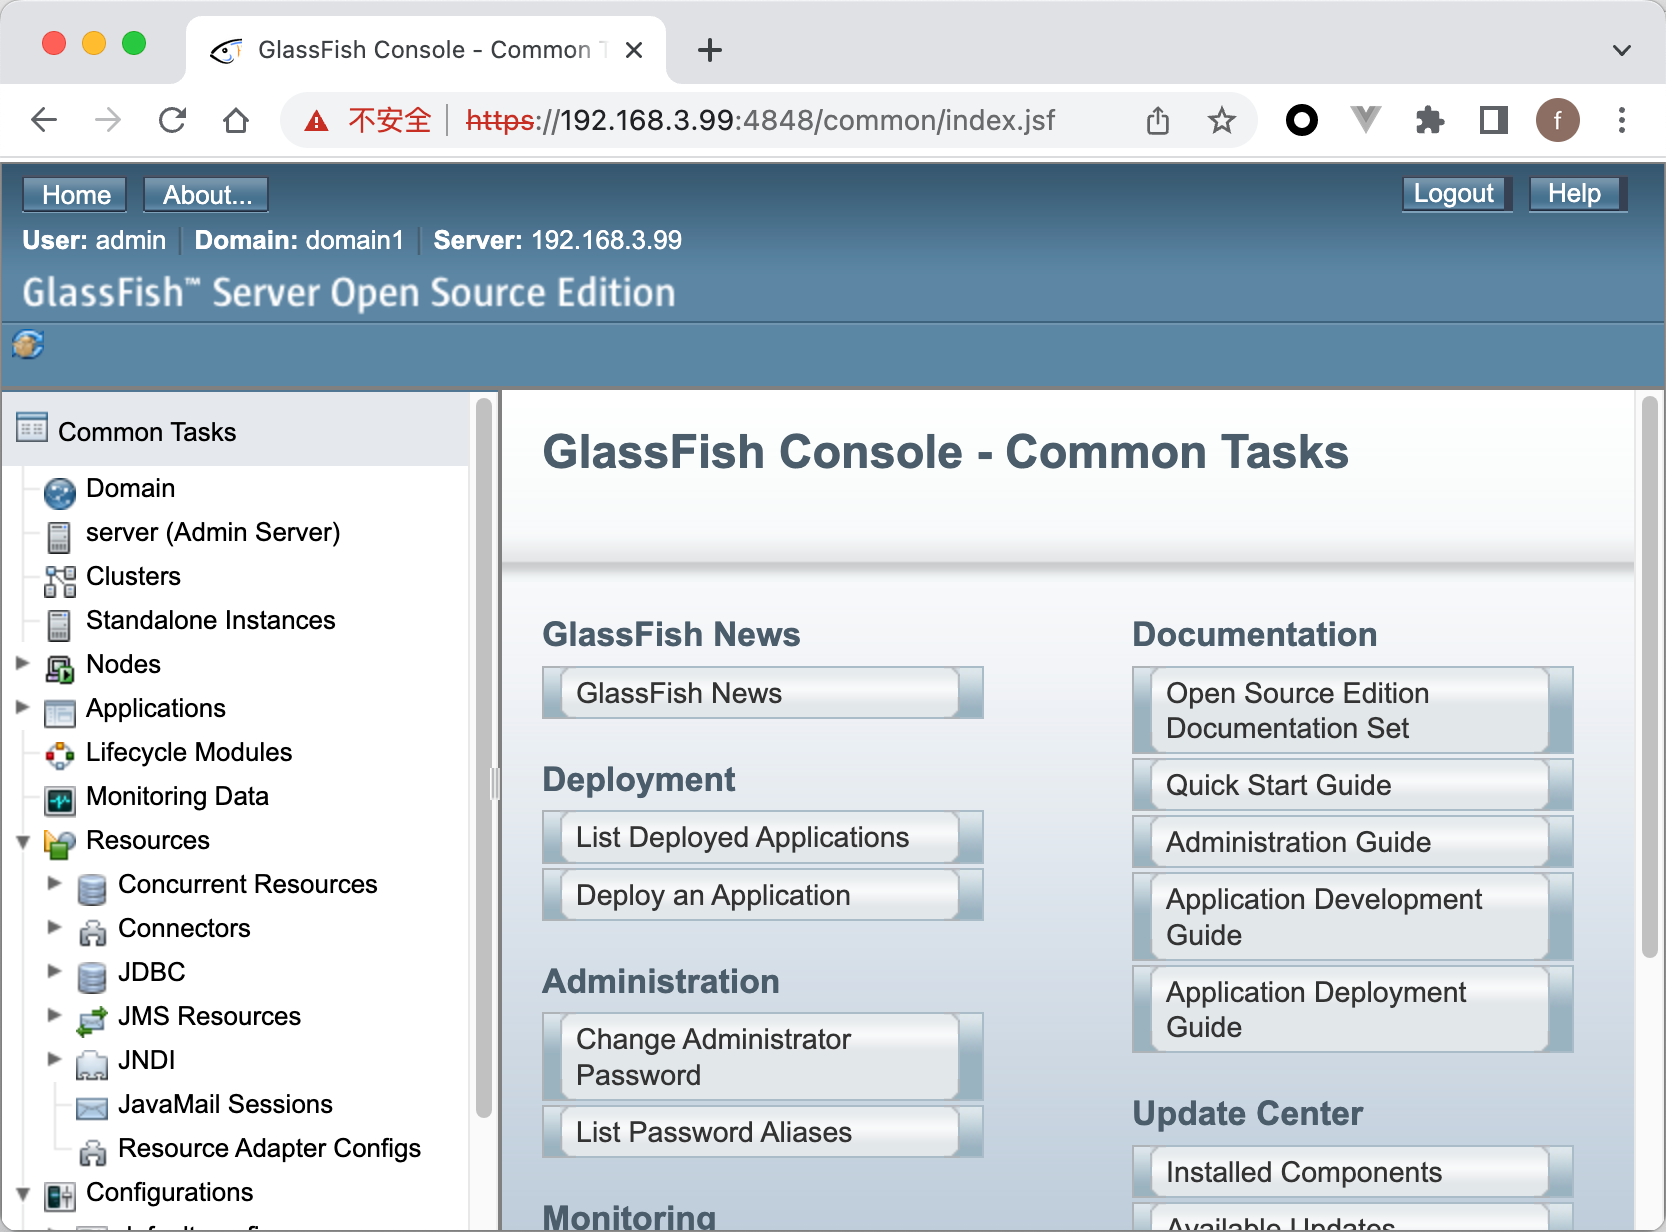 GlassFish Console - Common
不安全 https://192.168.3.99:4848/common/index.jsf
f
Home About... Logout Help
User: admin Domain: domain1 Server: 192.168.3.99
GlassFish™ Server Open Source Edition
Common Tasks
Domain
server (Admin Server)
Clusters
Standalone Instances
Nodes
Applications
Lifecycle Modules
Monitoring Data
Resources
Concurrent Resources
Connectors
JDBC
JMS Resources
JNDI
JavaMail Sessions
Resource Adapter Configs
Configurations
GlassFish Console - Common Tasks
GlassFish News
GlassFish News
Deployment
List Deployed Applications
Deploy an Application
Administration
Change Administrator
Password
List Password Aliases
Monitoring
Documentation
Open Source Edition
Documentation Set
Quick Start Guide
Administration Guide
Application Development
Guide
Application Deployment
Guide
Update Center
Installed Components
Available Updates